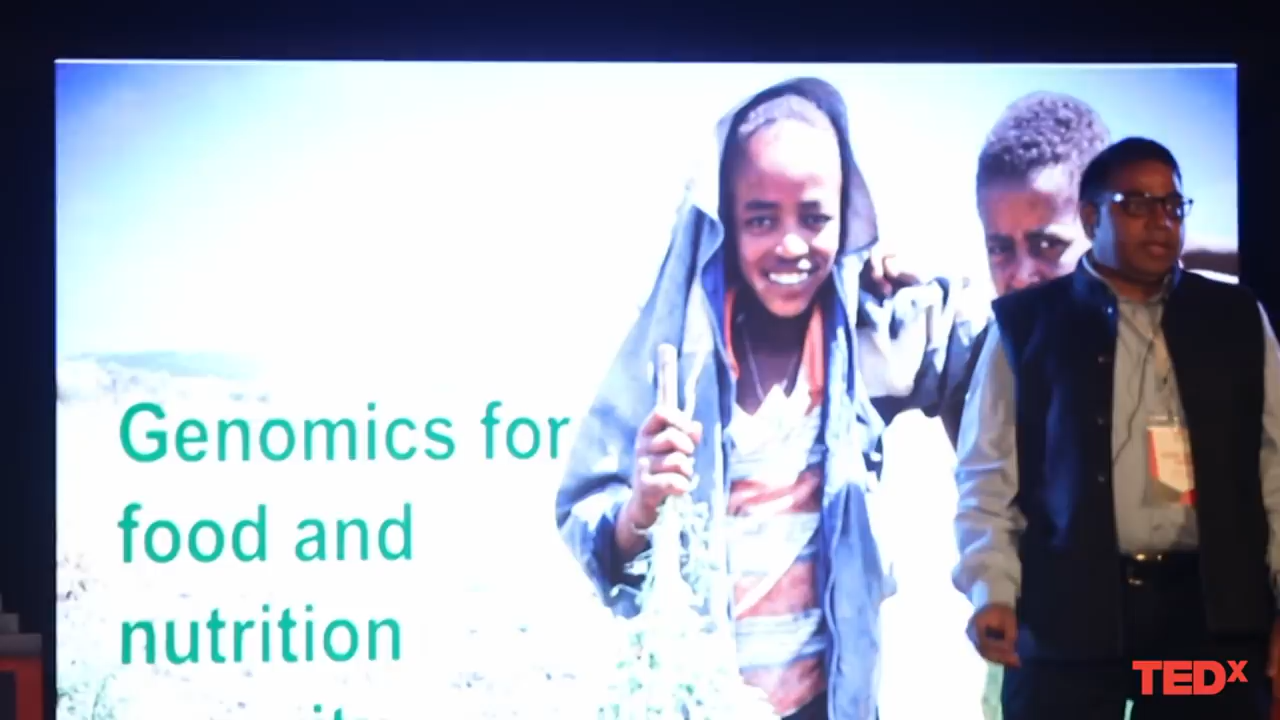 Genomics for
food and
nutrition
TEDx